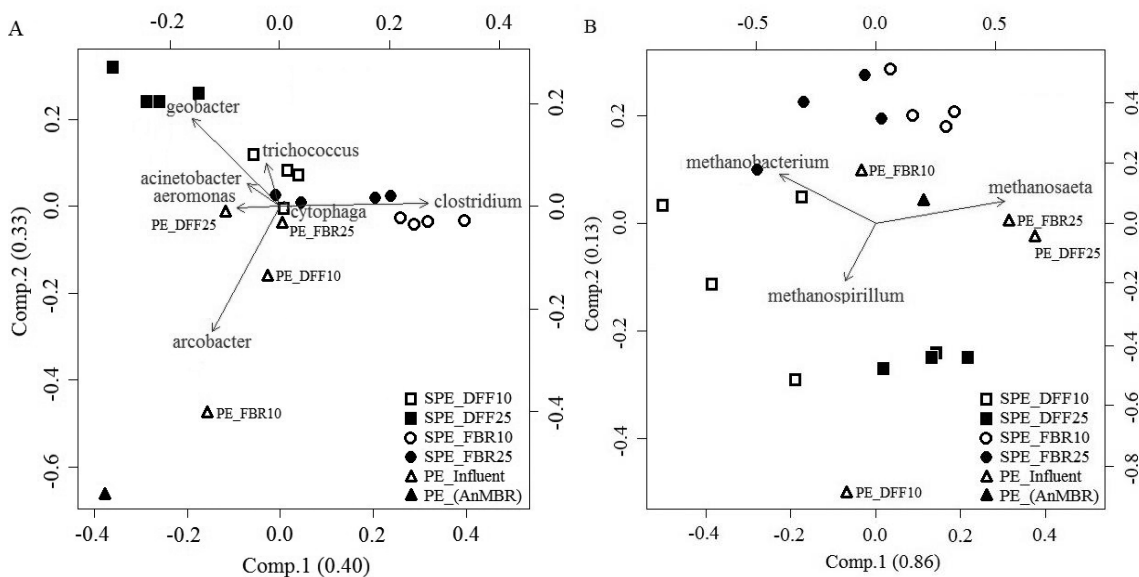 A
-0.2 0.0 0.2 0.4
geobacter
trichococcus
acinetobacter
aeromonas
clostridium
cytophaga
PE_DFF25
PE_FBR25
PE_DFF10
arcobacter
PE_FBR10
SPE_DFF10
SPE_DFF25
SPE_FBR10
SPE_FBR25
PE_Influent
PE_(AnMBR)
0.2
0.0
-0.2
-0.4
-0.6
Comp.2 (0.33)
0.2
0.0
-0.2
-0.4
-0.4 -0.2 0.0 0.2 0.4
Comp.1 (0.40)
B
-0.5 0.0 0.5
methanobacterium
PE_FBR10
methanosaeta
PE_FBR25
PE_DFF25
methanospirillum
PE_DFF10
SPE_DFF10
SPE_DFF25
SPE_FBR10
SPE_FBR25
PE_Influent
PE_(AnMBR)
0.2
0.0
-0.2
-0.4
Comp.2 (0.13)
0.8
0.4
0.2
0.0
-0.2
-0.4
-0.6
-0.8
-0.4 -0.2 0.0 0.2 0.4
Comp.1 (0.86)